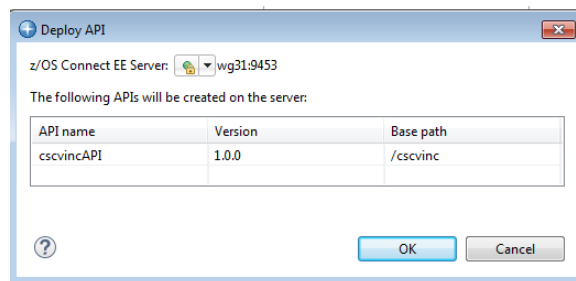 Deploy API
z/OS Connect EE Server: wg31:9453
The following APIs will be created on the server:
API name Version Base path
cscvincAPI 1.0.0 /cscvinc
? OK Cancel